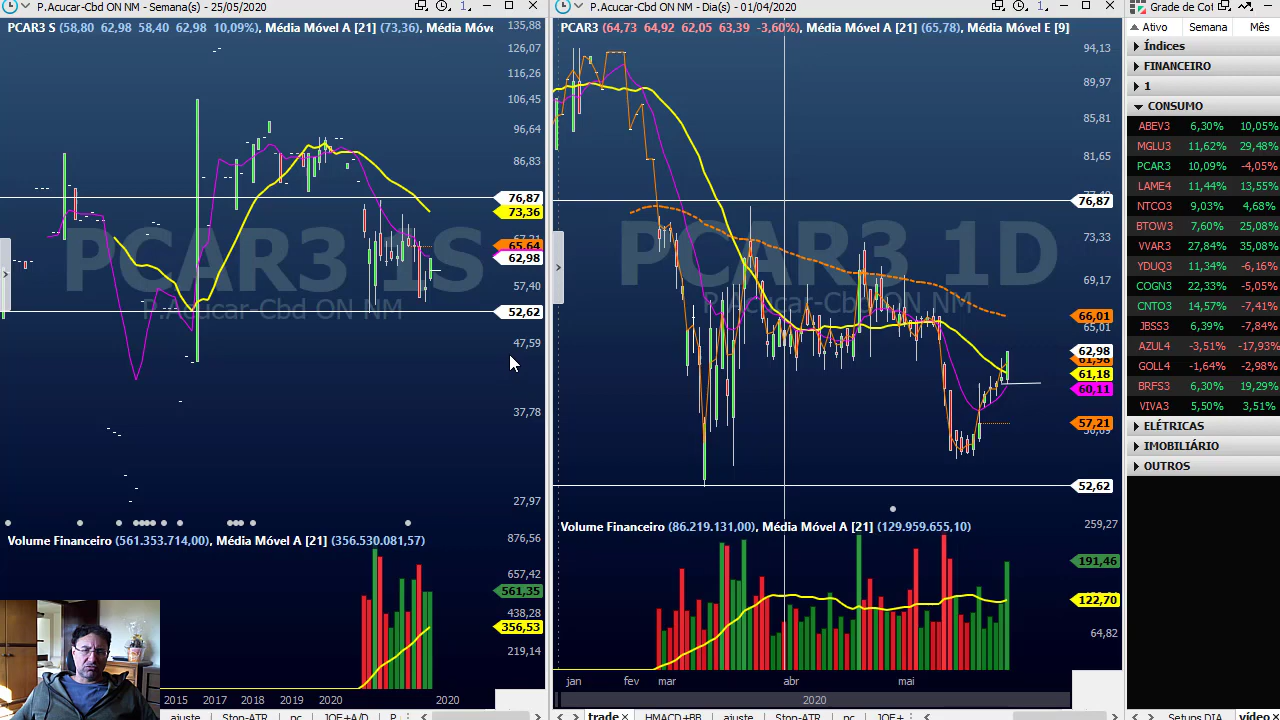 P.Acucar-Cbd ON NM - Semana(s) - 25/05/2020
PCAR3 S (58,80 62,98 58,40 62,98 10,09%), Média Móvel A [21] (73,36), Média Móve
135,88
126,07
116,26
106,45
96,64
86,83
76,87
73,36
65,64
62,98
57,40
52,62
47,59
37,78
27,97
PCAR3 1S
P.Acucar-Cbd ON NM
Volume Financeiro (561.353.714,00), Média Móvel A [21] (356.530.081,57)
876,56
657,42
561,35
438,28
356,53
219,14
2015 2016 2017 2018 2019 2020 2020
ajuste Stop-ATR pc JOE+A/D P
P.Acucar-Cbd ON NM - Dia(s) - 01/04/2020
PCAR3 (64,73 64,92 62,05 63,39 -3,60%), Média Móvel A [21] (65,78), Média Móvel E [9]
94,13
89,97
85,81
81,65
76,87
73,33
69,17
66,01
65,01
62,98
61,18
60,11
57,21
52,62
PCAR3 1D
P.Acucar-Cbd ON NM
Volume Financeiro (86.219.131,00), Média Móvel A [21] (129.959.655,10)
259,27
191,46
122,70
64,82
jan fev mar abr mai
2020
trade HMACD+BB ajuste Stop-ATR pc JOE+
Grade de Cot
Ativo Semana Mês
Índices
FINANCEIRO
1
CONSUMO
ABEV3 6,30% 10,05%
MGLU3 11,62% 29,48%
PCAR3 10,09% -4,05%
LAME4 11,44% 13,55%
NTCO3 9,03% 4,68%
BTOW3 7,60% 25,08%
VVAR3 27,84% 35,08%
YDUQ3 11,34% -6,16%
COGN3 22,33% -5,05%
CNTO3 14,57% -7,41%
JBSS3 6,39% -7,84%
AZUL4 -3,51% -17,93%
GOLL4 -1,64% -2,98%
BRFS3 6,30% 19,29%
VIVA3 5,50% 3,51%
ELÉTRICAS
IMOBILIÁRIO
OUTROS
Setups DIA vídeo